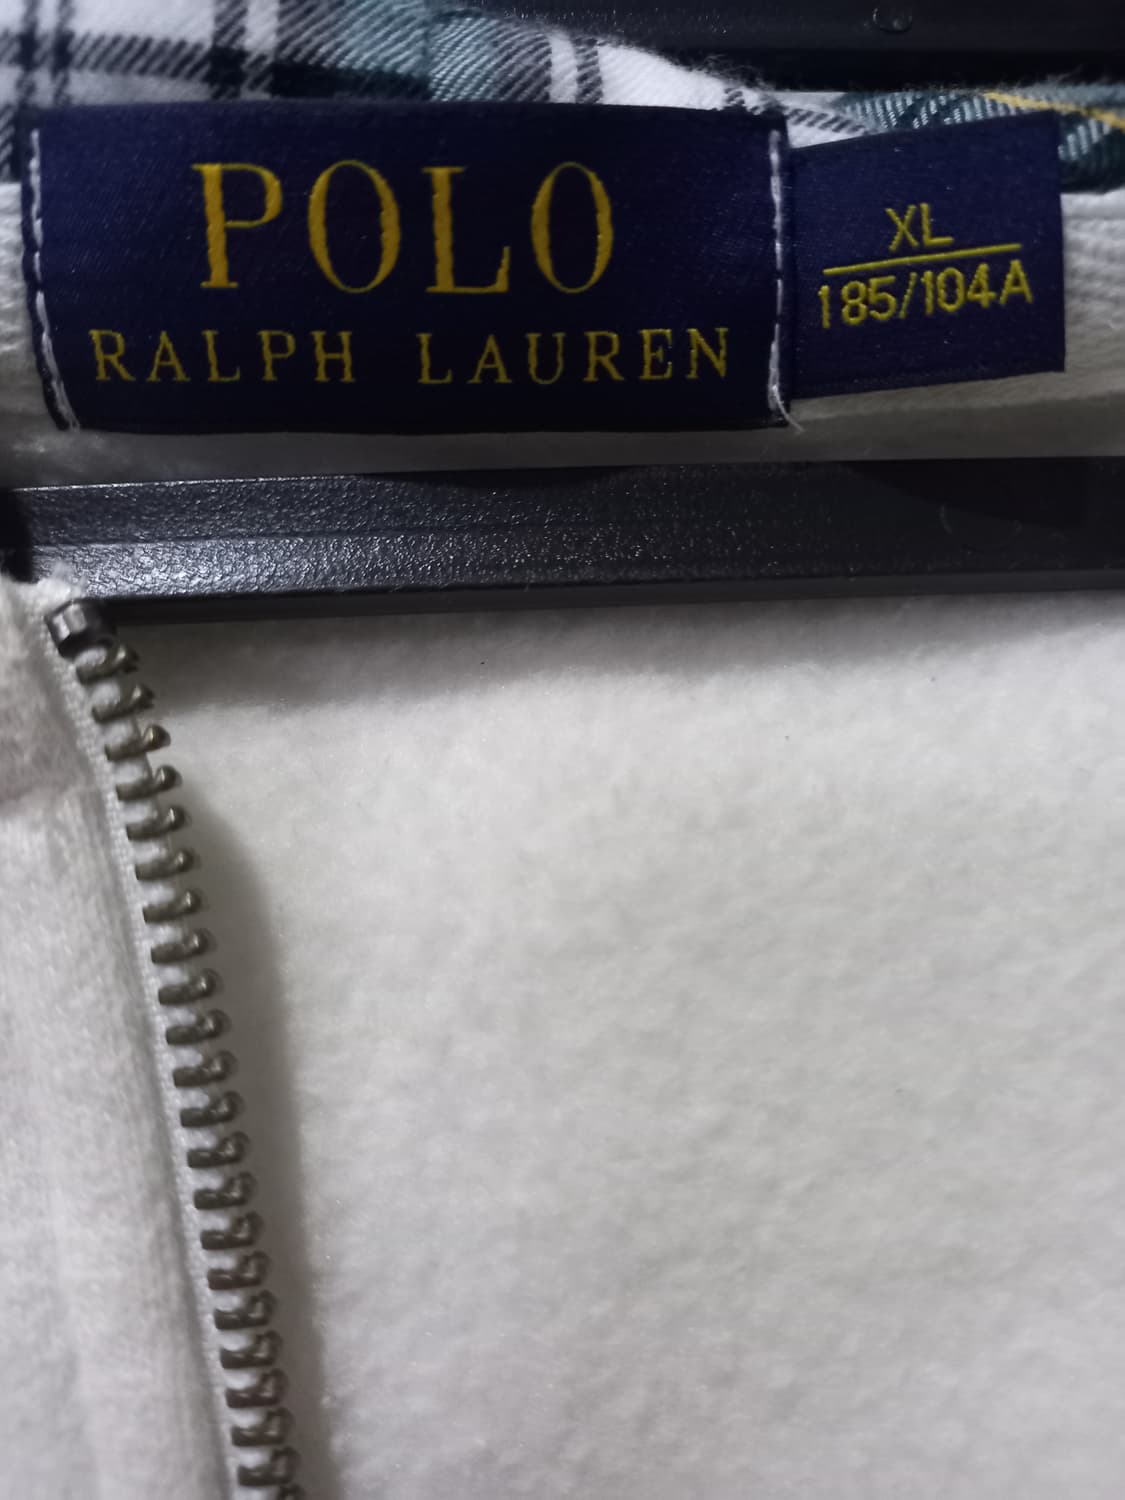 POLO
RALPH LAUREN
XL
185/104A